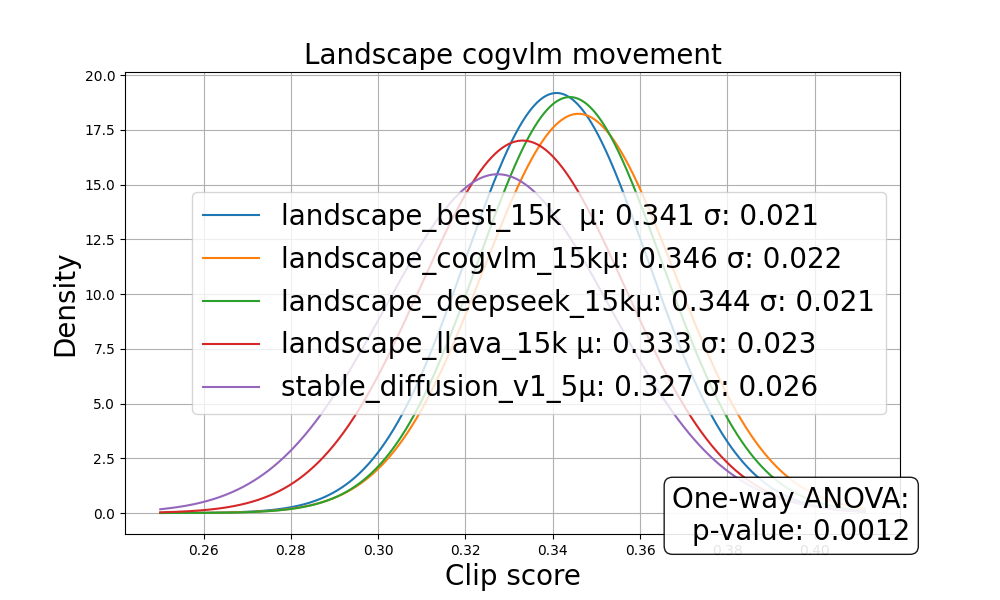 Landscape cogvlm movement
20.0
17.5
15.0
12.5
10.0
7.5
5.0
2.5
0.0
Density
landscape_best_15k  μ: 0.341 σ: 0.021
landscape_cogvlm_15kμ: 0.346 σ: 0.022
landscape_deepseek_15kμ: 0.344 σ: 0.021
landscape_llava_15k μ: 0.333 σ: 0.023
stable_diffusion_v1_5μ: 0.327 σ: 0.026
One-way ANOVA:
p-value: 0.0012
0.26 0.28 0.30 0.32 0.34 0.36 0.38 0.40
Clip score